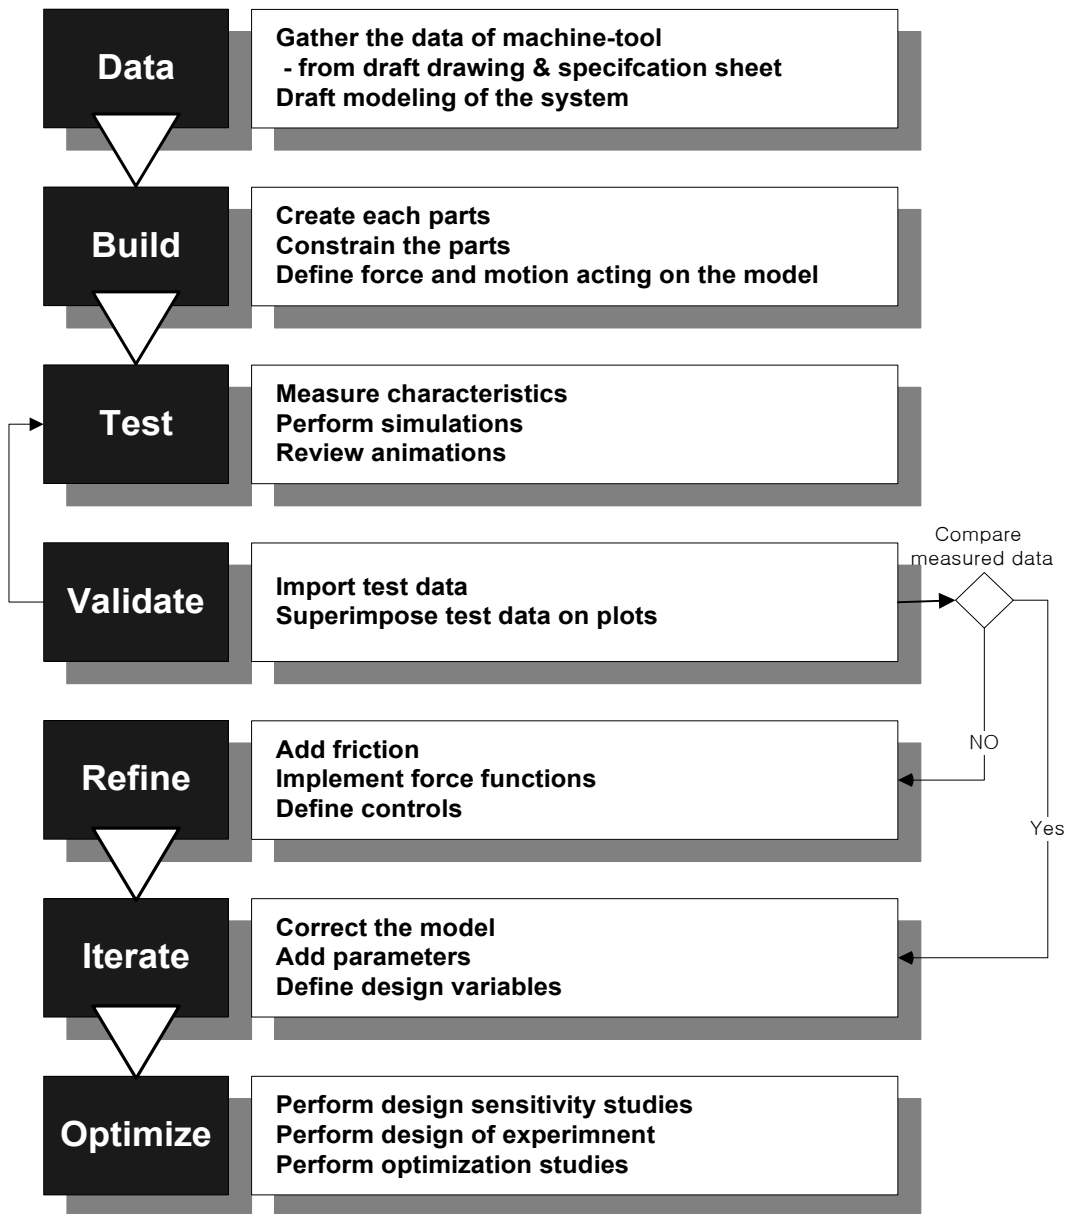 Data
Gather the data of machine-tool
- from draft drawing & specifcation sheet
Draft modeling of the system
Build
Create each parts
Constrain the parts
Define force and motion acting on the model
Test
Measure characteristics
Perform simulations
Review animations
Compare
measured data
Validate
Import test data
Superimpose test data on plots
NO
Refine
Add friction
Implement force functions
Define controls
Yes
Iterate
Correct the model
Add parameters
Define design variables
Optimize
Perform design sensitivity studies
Perform design of experimnent
Perform optimization studies